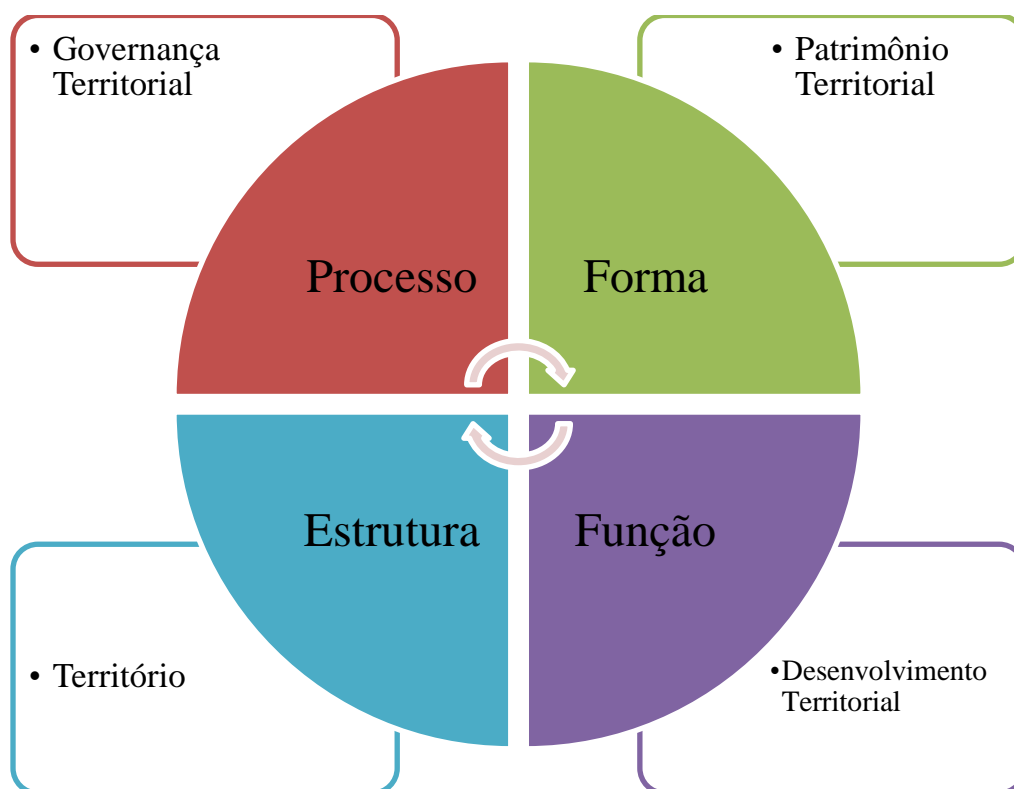 • Governança
Territorial
• Patrimônio
Territorial
Processo
Forma
Estrutura
Função
• Território
•Desenvolvimento
Territorial